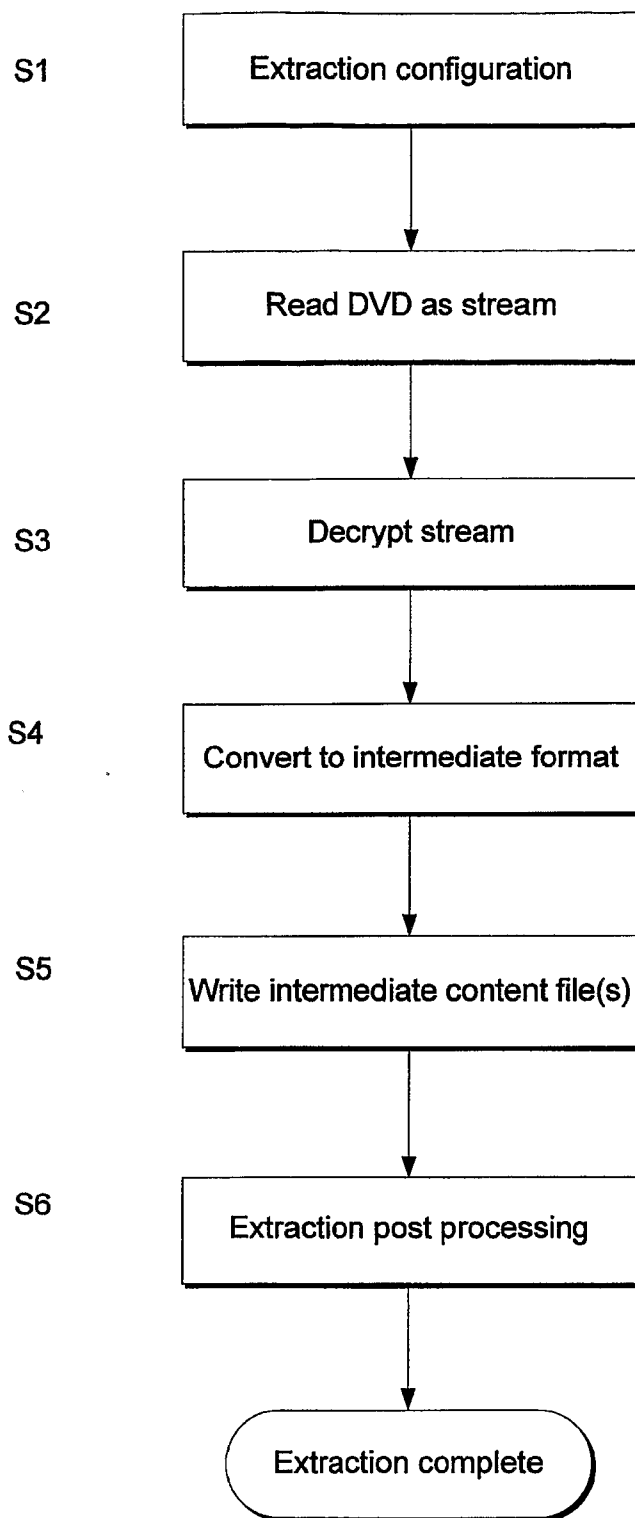 S1
Extraction configuration
S2
Read DVD as stream
S3
Decrypt stream
S4
Convert to intermediate format
S5
Write intermediate content file(s)
S6
Extraction post processing
Extraction complete